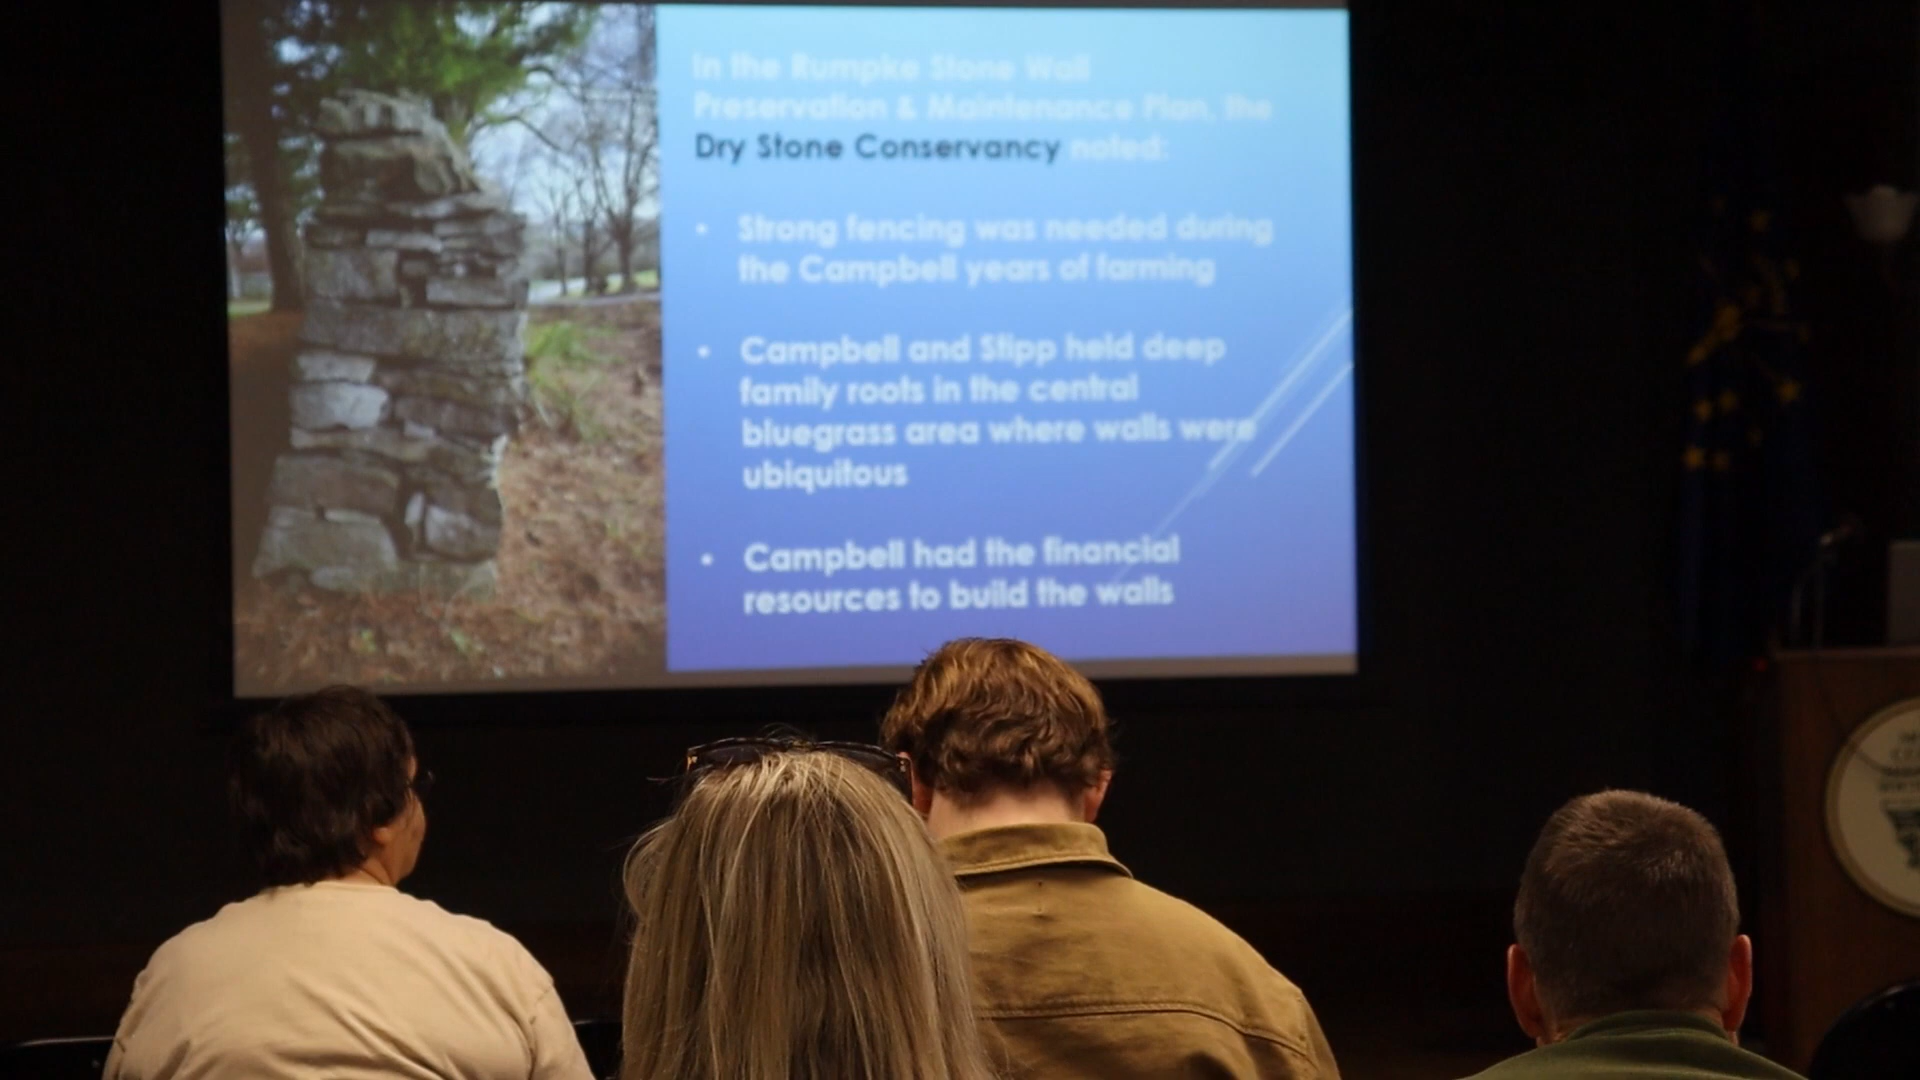 In the Rumpke Stone Wall
Preservation & Maintenance Plan, the
Dry Stone Conservancy noted:
• Strong fencing was needed during
the Campbell years of farming
• Campbell and Stipp held deep
family roots in the central
bluegrass area where walls were
ubiquitous
• Campbell had the financial
resources to build the walls